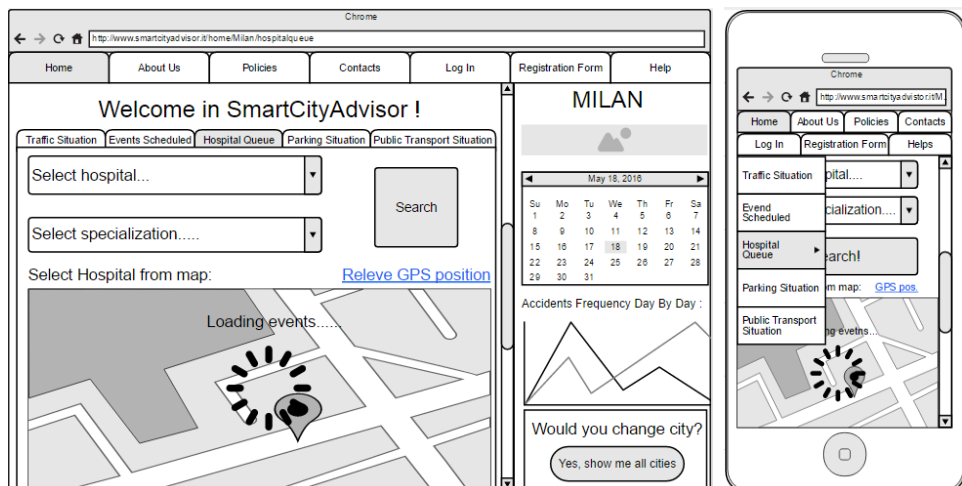 Chrome
http://www.smartcityadvisor.it/home/Milan/hospitalqueue
Home About Us Policies Contacts Log In Registration Form Help
Welcome in SmartCityAdvisor !
Traffic Situation Events Scheduled Hospital Queue Parking Situation Public Transport Situation
Select hospital...
Select specialization.....
Search
Select Hospital from map: Releve GPS position
Loading events......
MILAN
May 18, 2016
Su Mo Tu We Th Fr Sa
1 2 3 4 5 6 7
8 9 10 11 12 13 14
15 16 17 18 19 20 21
22 23 24 25 26 27 28
29 30 31
Accidents Frequency Day By Day :
Would you change city?
Yes, show me all cities
Chrome
http://www.smartcityadvistor.it/M
Home About Us Policies Contacts
Log In Registration Form Helps
Traffic Situation
Evend
Scheduled
Hospital
Queue
Parking Situation
Public Transport
Situation
pital....
cialization....
earch!
om map: GPS pos.
ng evetns...